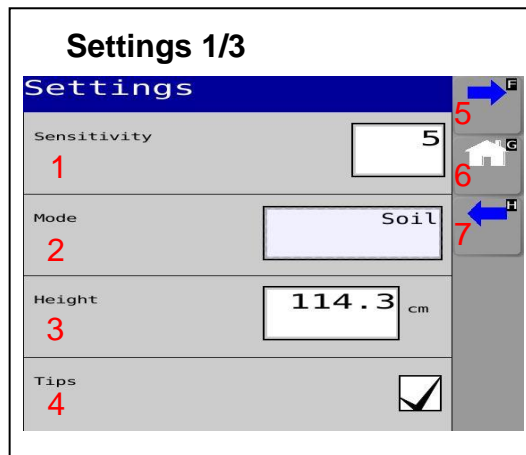 Settings 1/3
Settings
F
5
Sensitivity
5
1
G
6
Mode
Soil
2
H
7
Height
114.3 cm
3
Tips
4